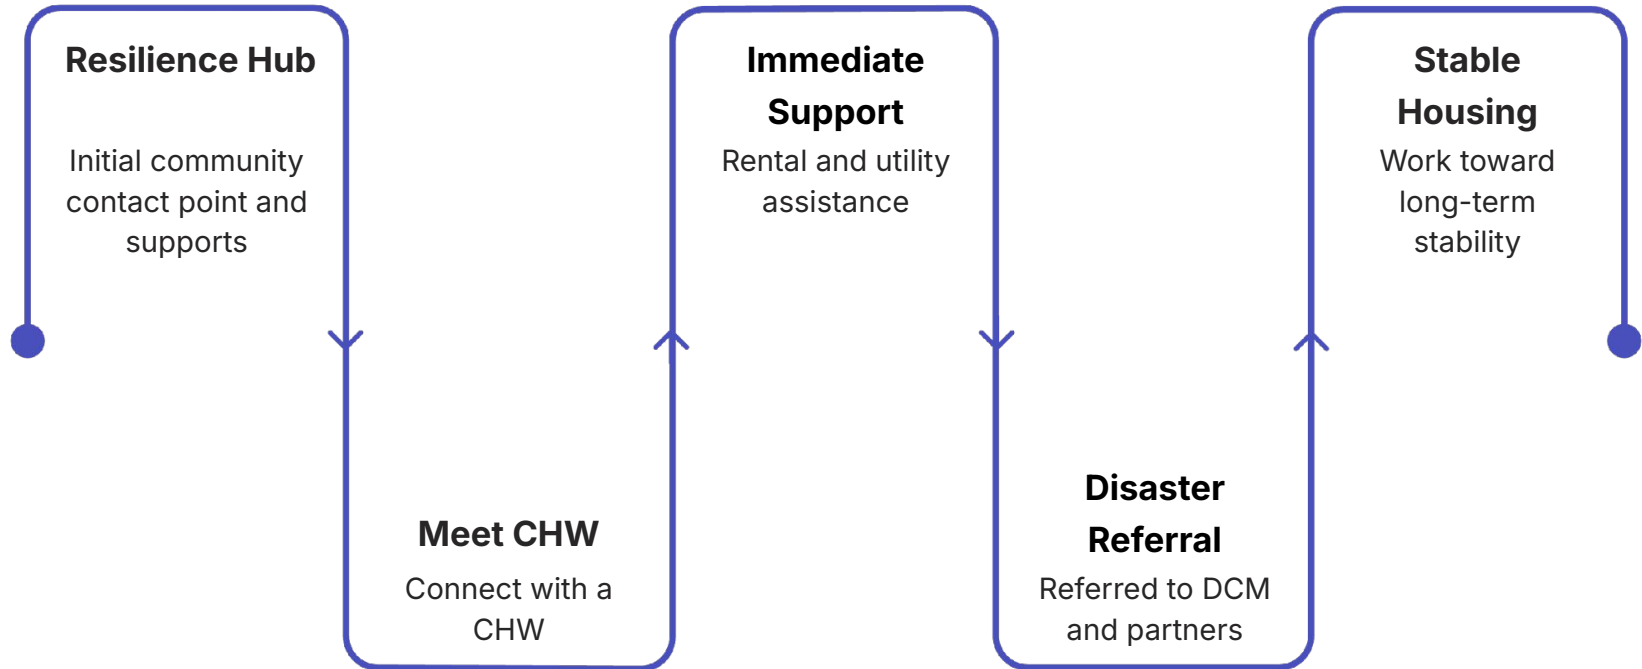 Resilience Hub
Initial community
contact point and
supports
Meet CHW
Connect with a
CHW
Immediate
Support
Rental and utility
assistance
Disaster
Referral
Referred to DCM
and partners
Stable
Housing
Work toward
long-term
stability